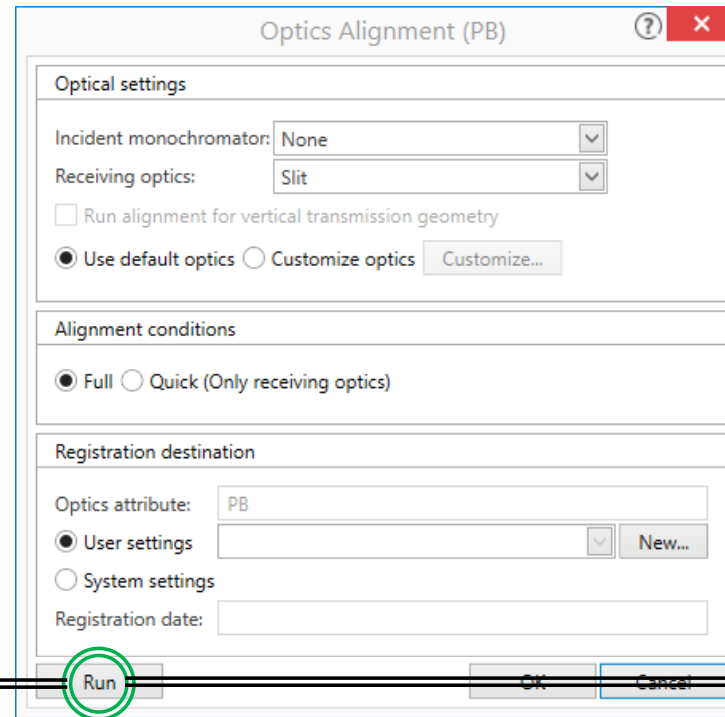 Optics Alignment (PB)
Optical settings
Incident monochromator: None
Receiving optics: Slit
Run alignment for vertical transmission geometry
Use default optics Customize optics Customize...
Alignment conditions
Full Quick (Only receiving optics)
Registration destination
Optics attribute: PB
User settings New...
System settings
Registration date:
Run OK Cancel